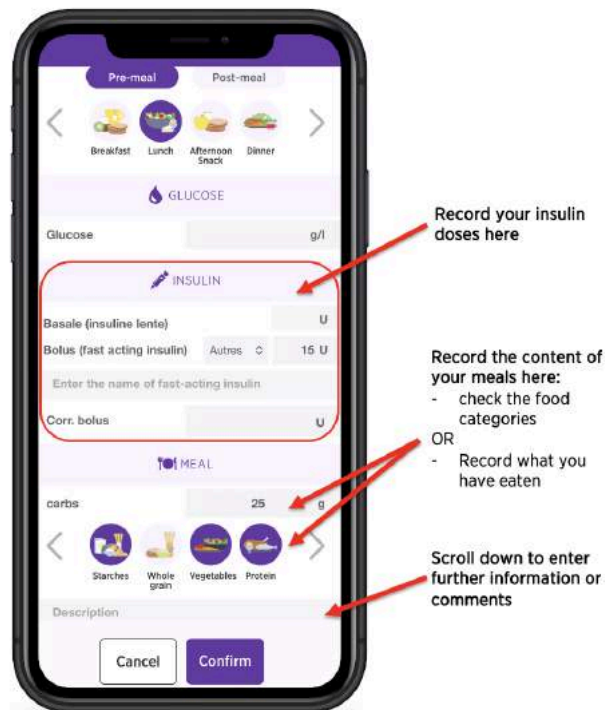 Pre-meal Post-meal
Breakfast Lunch Afternoon Snack Dinner
GLUCOSE
Glucose g/l
INSULIN
Basale (insuline lente) U
Bolus (fast acting insulin) Autres 15 U
Enter the name of fast-acting insulin
Corr. bolus U
MEAL
carbs 25 g
Starches Whole grain Vegetables Protein
Description
Cancel Confirm
Record your insulin
doses here
Record the content of
your meals here:
- check the food
categories
OR
- Record what you
have eaten
Scroll down to enter
further information or
comments